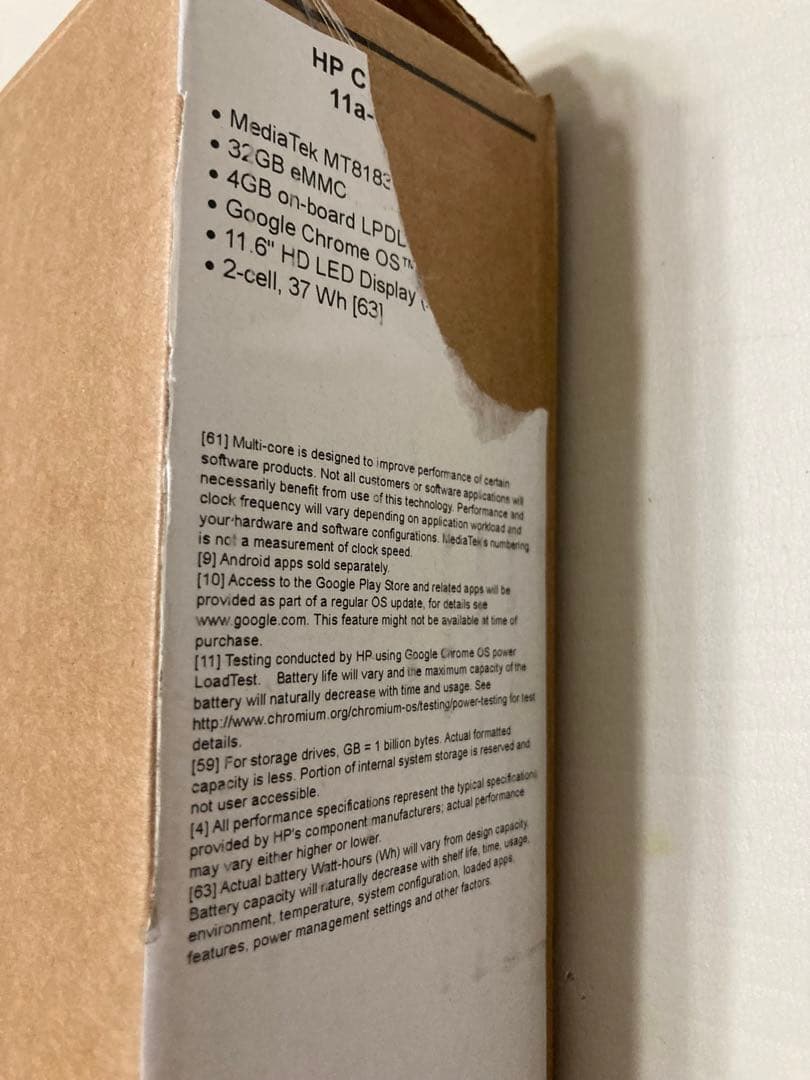 HP C
11a-
• MediaTek MT8183
• 32GB eMMC
• 4GB on-board LPDD
• Google Chrome OS™
• 11.6" HD LED Display
• 2-cell, 37 Wh [63]
[61] Multi-core is designed to improve performance of certain
software products. Not all customers or software applications will
necessarily benefit from use of this technology. Performance and
clock frequency will vary depending on application workload and
your hardware and software configurations. MediaTek's numbering
is not a measurement of clock speed.
[9] Android apps sold separately.
[10] Access to the Google Play Store and related apps will be
provided as part of a regular OS update, for details see
www.google.com. This feature might not be available at time of
purchase.
[11] Testing conducted by HP using Google Chrome OS power
LoadTest. Battery life will vary and the maximum capacity of the
battery will naturally decrease with time and usage. See
http://www.chromium.org/chromium-os/testing/power-testing for test
details.
[59] For storage drives, GB = 1 billion bytes. Actual formatted
capacity is less. Portion of internal system storage is reserved and
not user accessible.
[4] All performance specifications represent the typical specifications
provided by HP's component manufacturers; actual performance
may vary either higher or lower.
[63] Actual battery Watt-hours (Wh) will vary from design capacity.
Battery capacity will naturally decrease with shelf life, time, usage,
environment, temperature, system configuration, loaded apps,
features, power management settings and other factors.